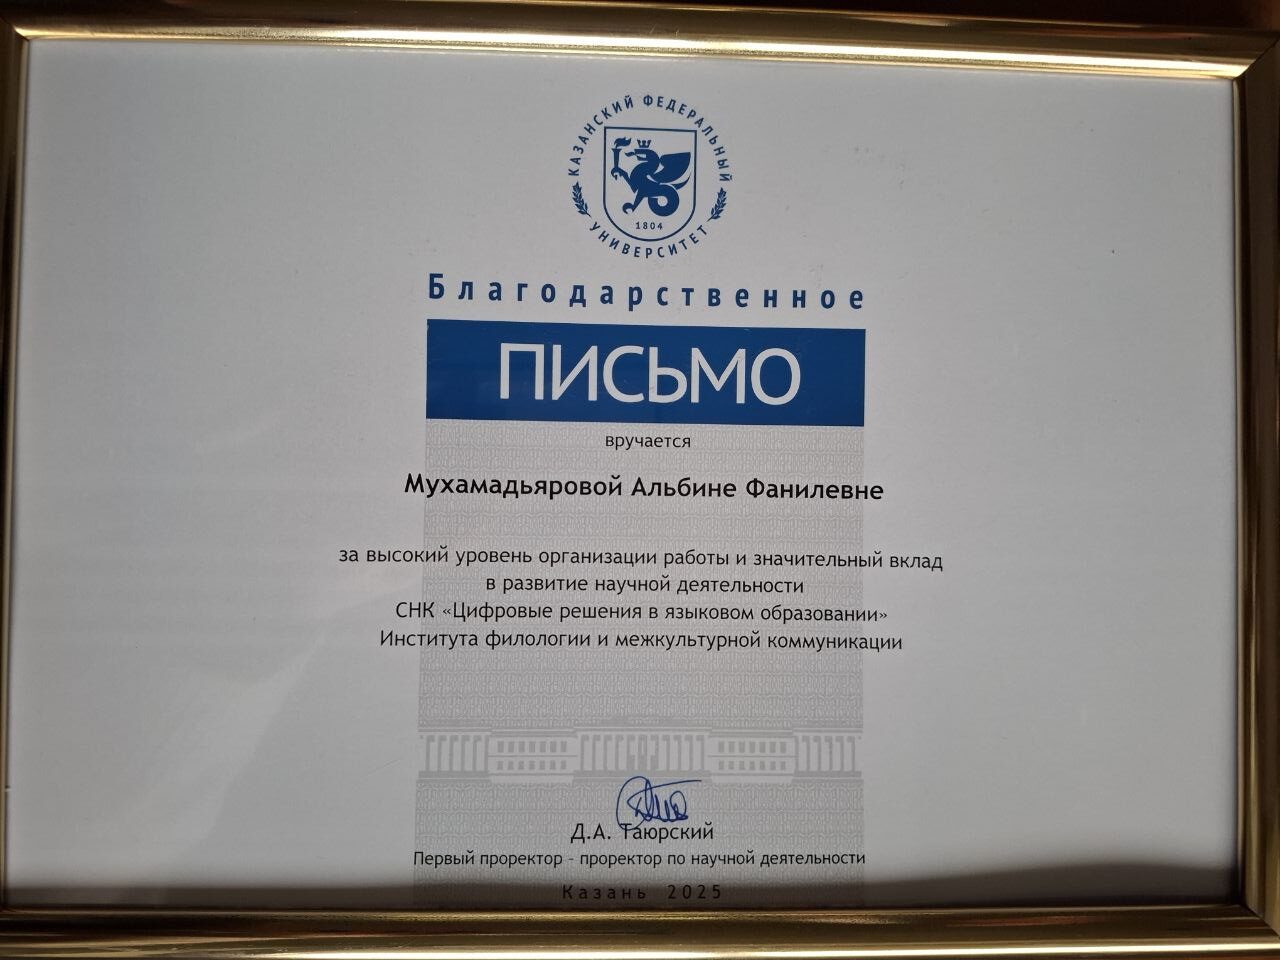 КАЗАНСКИЙ ФЕДЕРАЛЬНЫЙ
УНИВЕРСИТЕТ
1804
Благодарственное
ПИСЬМО
вручается
Мухамадьяровой Альбине Фанилевне
за высокий уровень организации работы и значительный вклад
в развитие научной деятельности
СНК «Цифровые решения в языковом образовании»
Института филологии и межкультурной коммуникации
Д.А. Таюрский
Первый проректор – проректор по научной деятельности
Казань 2025